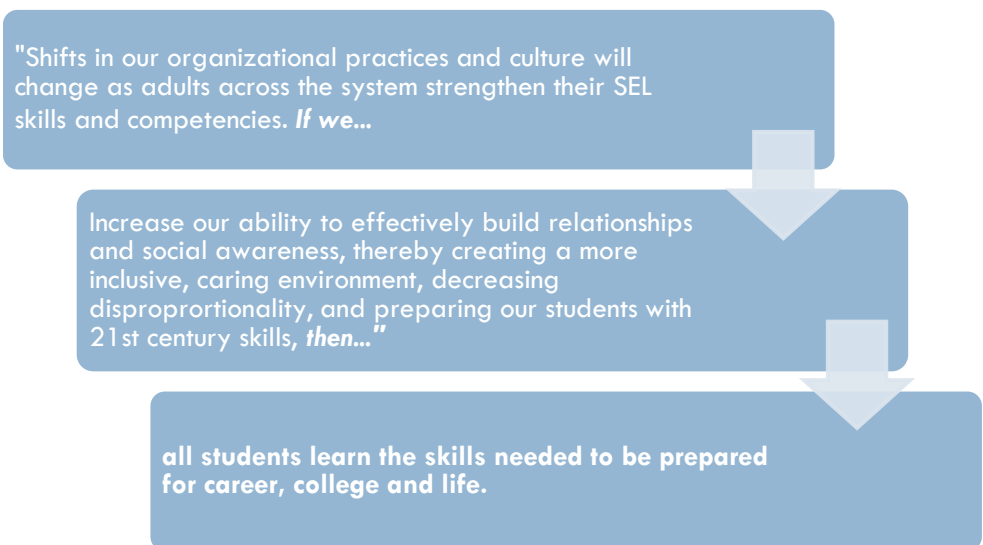 "Shifts in our organizational practices and culture will
change as adults across the system strengthen their SEL
skills and competencies. If we...
Increase our ability to effectively build relationships
and social awareness, thereby creating a more
inclusive, caring environment, decreasing
disproprortionality, and preparing our students with
21st century skills, then..."
all students learn the skills needed to be prepared
for career, college and life.